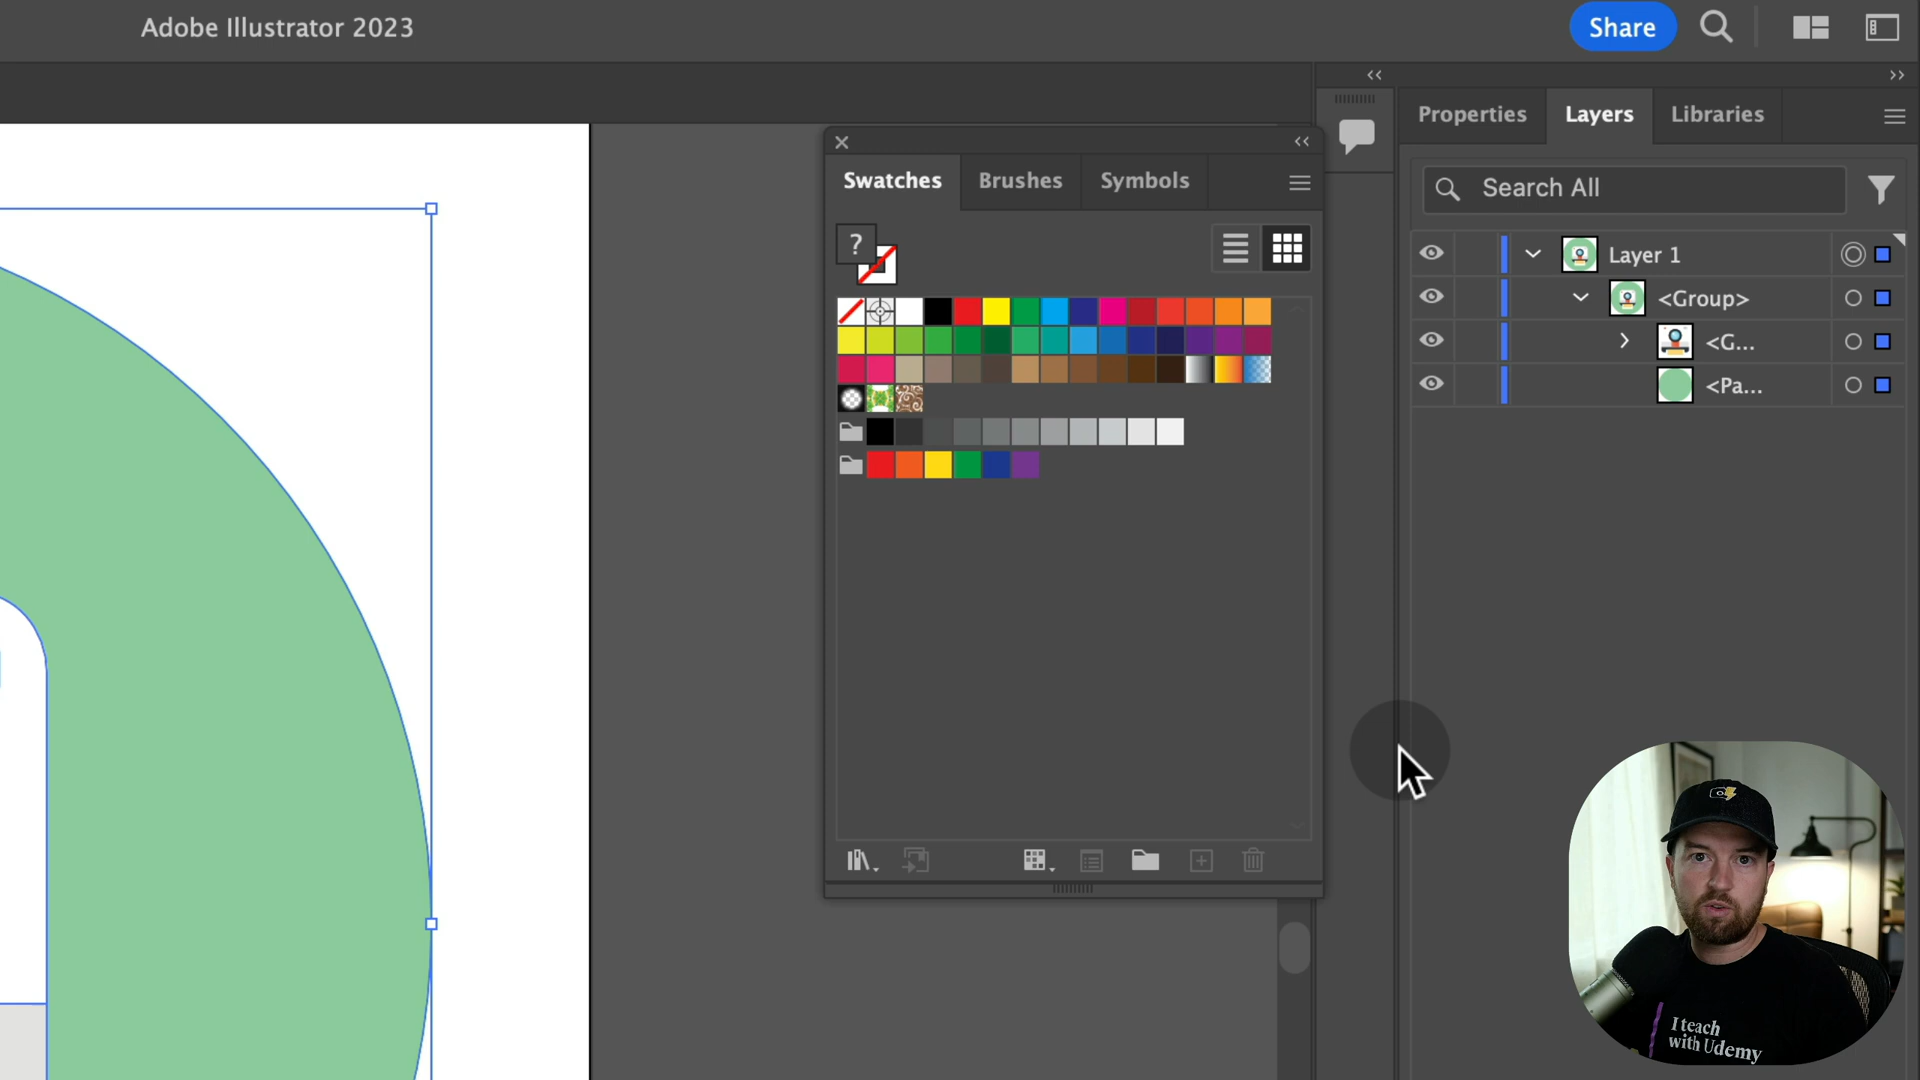 Adobe Illustrator 2023
Share
Properties
Layers
Libraries
Swatches
Brushes
Symbols
?
Search All
Layer 1
<Group>
<G...
<Pa...
I teach
with Udemy